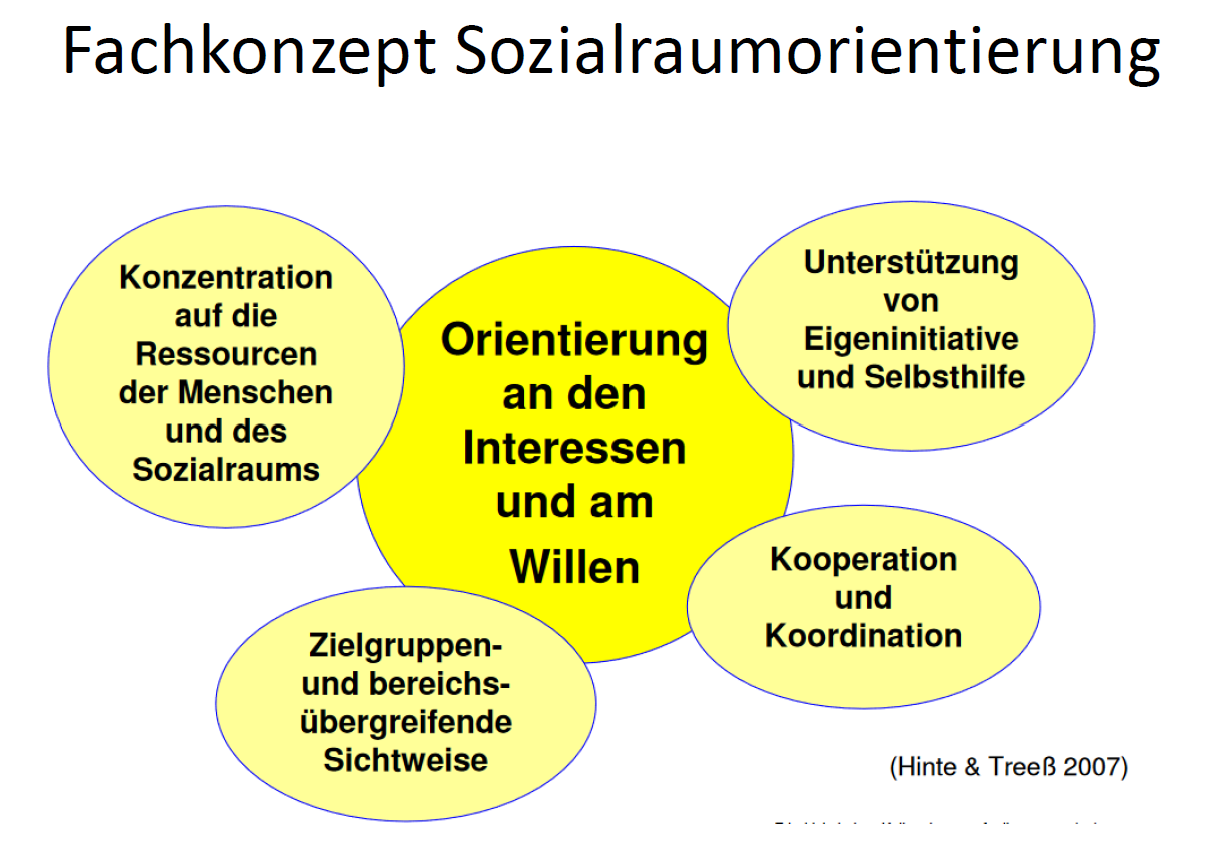 Fachkonzept Sozialraumorientierung
Konzentration
auf die
Ressourcen
der Menschen
und des
Sozialraums
Orientierung
an den
Interessen
und am
Willen
Unterstützung
von
Eigeninitiative
und Selbsthilfe
Kooperation
und
Koordination
Zielgruppen-
und bereichs-
übergreifende
Sichtweise
(Hinte & Treeß 2007)